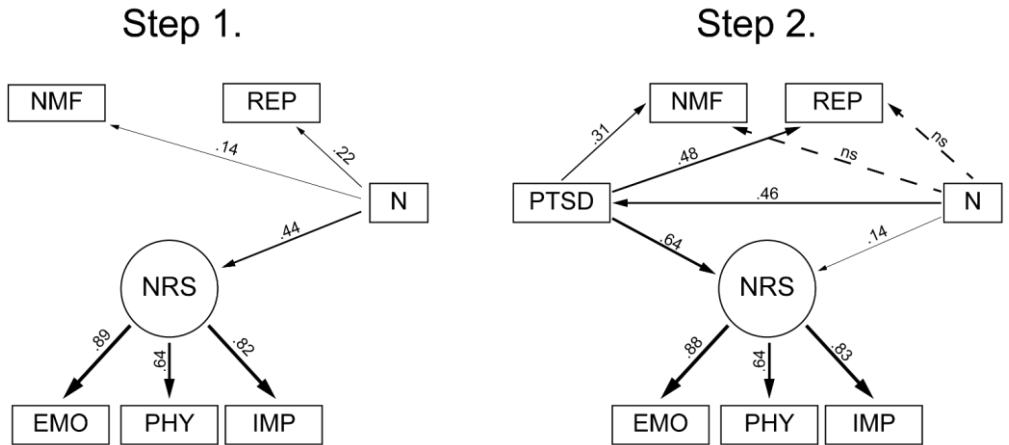 Step 1.
NMF
REP
.14
.22
N
.44
NRS
.89
.64
.82
EMO
PHY
IMP
Step 2.
NMF
REP
.31
.48
ns
ns
PTSD
.46
N
.64
.14
NRS
.88
.64
.83
EMO
PHY
IMP